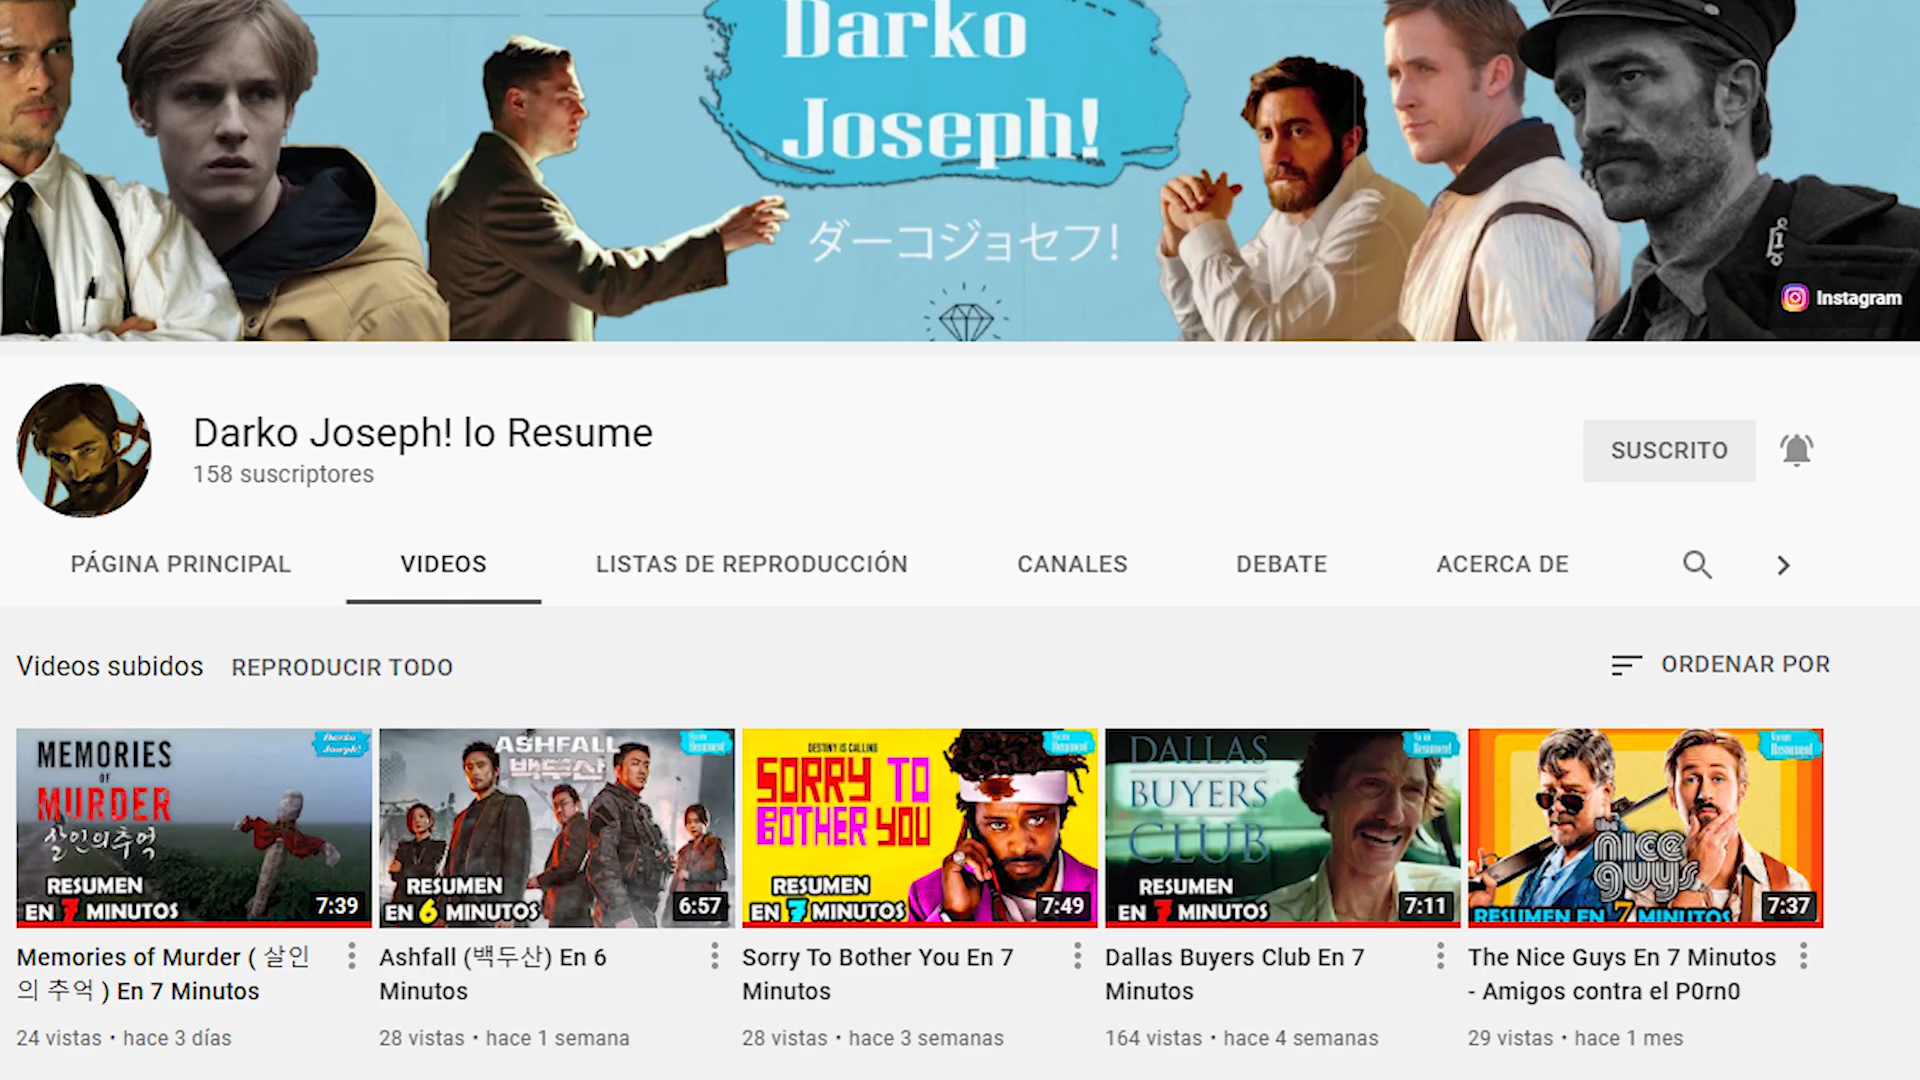 Darko
Joseph!
ダーコジョセフ!
Instagram
Darko Joseph! lo Resume
158 suscriptores
SUSCRITO
PÁGINA PRINCIPAL
VIDEOS
LISTAS DE REPRODUCCIÓN
CANALES
DEBATE
ACERCA DE
Videos subidos
REPRODUCIR TODO
ORDENAR POR
MEMORIES
OF
MURDER
살인의추억
Darko
Joseph!
RESUMEN
EN 7 MINUTOS
7:39
Memories of Murder ( 살인
의 추억 ) En 7 Minutos
24 vistas • hace 3 días
ASHFALL
백두산
RESUMEN
EN 6 MINUTOS
6:57
Ashfall (백두산) En 6
Minutos
28 vistas • hace 1 semana
DESTINY IS CALLING
SORRY TO
BOTHER YOU
RESUMEN
EN 7 MINUTOS
7:49
Sorry To Bother You En 7
Minutos
28 vistas • hace 3 semanas
DALLAS
BUYERS
CLUB
RESUMEN
EN 7 MINUTOS
7:11
Dallas Buyers Club En 7
Minutos
164 vistas • hace 4 semanas
the
nice
guys
RESUMEN EN 7 MINUTOS
7:37
The Nice Guys En 7 Minutos
- Amigos contra el P0rn0
29 vistas • hace 1 mes